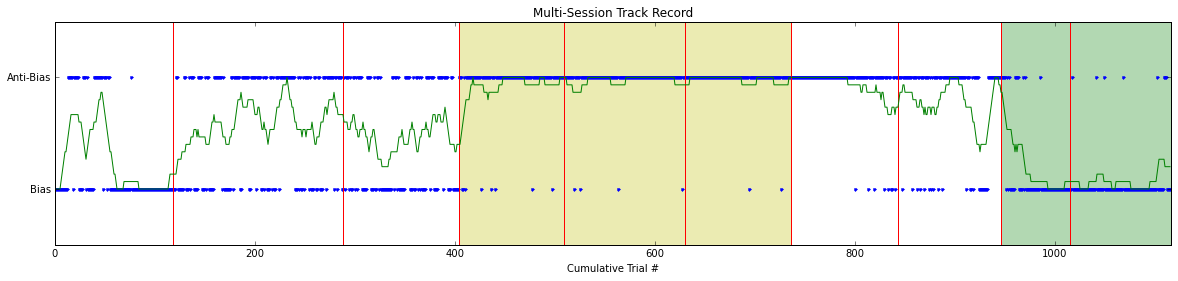 Multi-Session Track Record
Anti-Bias
Bias
0 200 400 600 800 1000
Cumulative Trial #